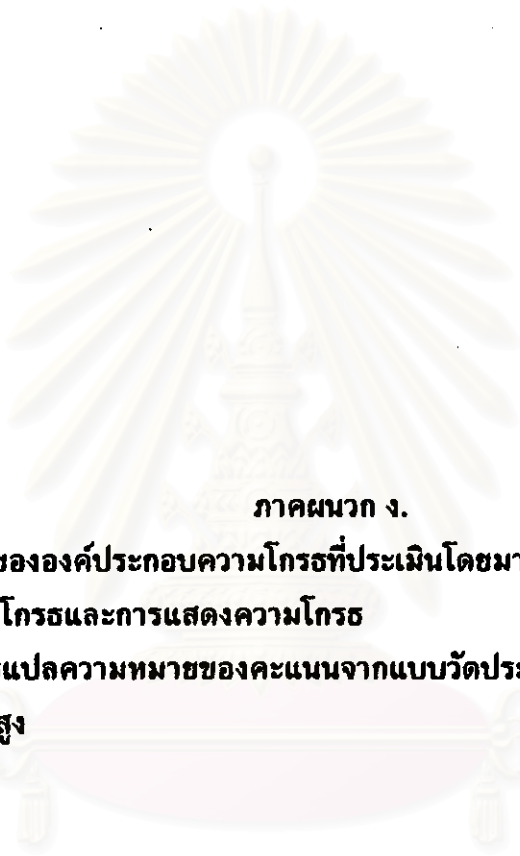 ภาคผนวก ง.
ขององค์ประกอบความโกรธที่ประเมินโดยมา
โกรธและการแสดงความโกรธ
แปลความหมายของคะแนนจากแบบวัดประ
สูง